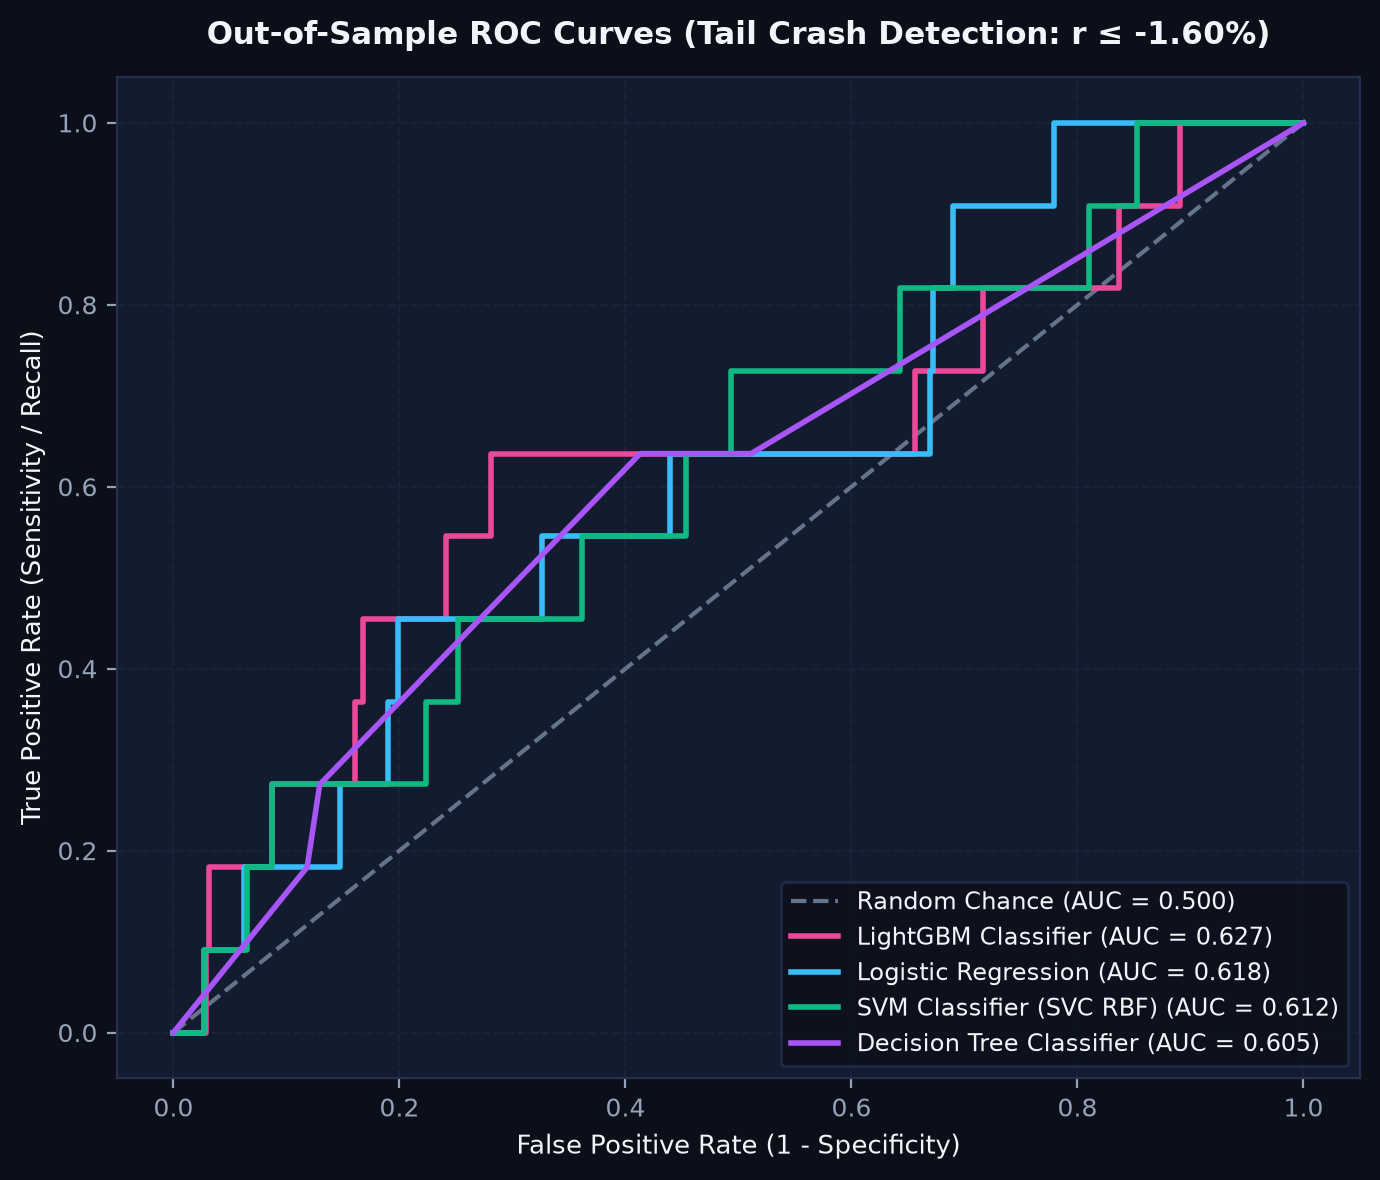 Out-of-Sample ROC Curves (Tail Crash Detection: r ≤ -1.60%)
True Positive Rate (Sensitivity / Recall)
1.0
0.8
0.6
0.4
0.2
0.0
Random Chance (AUC = 0.500)
LightGBM Classifier (AUC = 0.627)
Logistic Regression (AUC = 0.618)
SVM Classifier (SVC RBF) (AUC = 0.612)
Decision Tree Classifier (AUC = 0.605)
0.0 0.2 0.4 0.6 0.8 1.0
False Positive Rate (1 - Specificity)